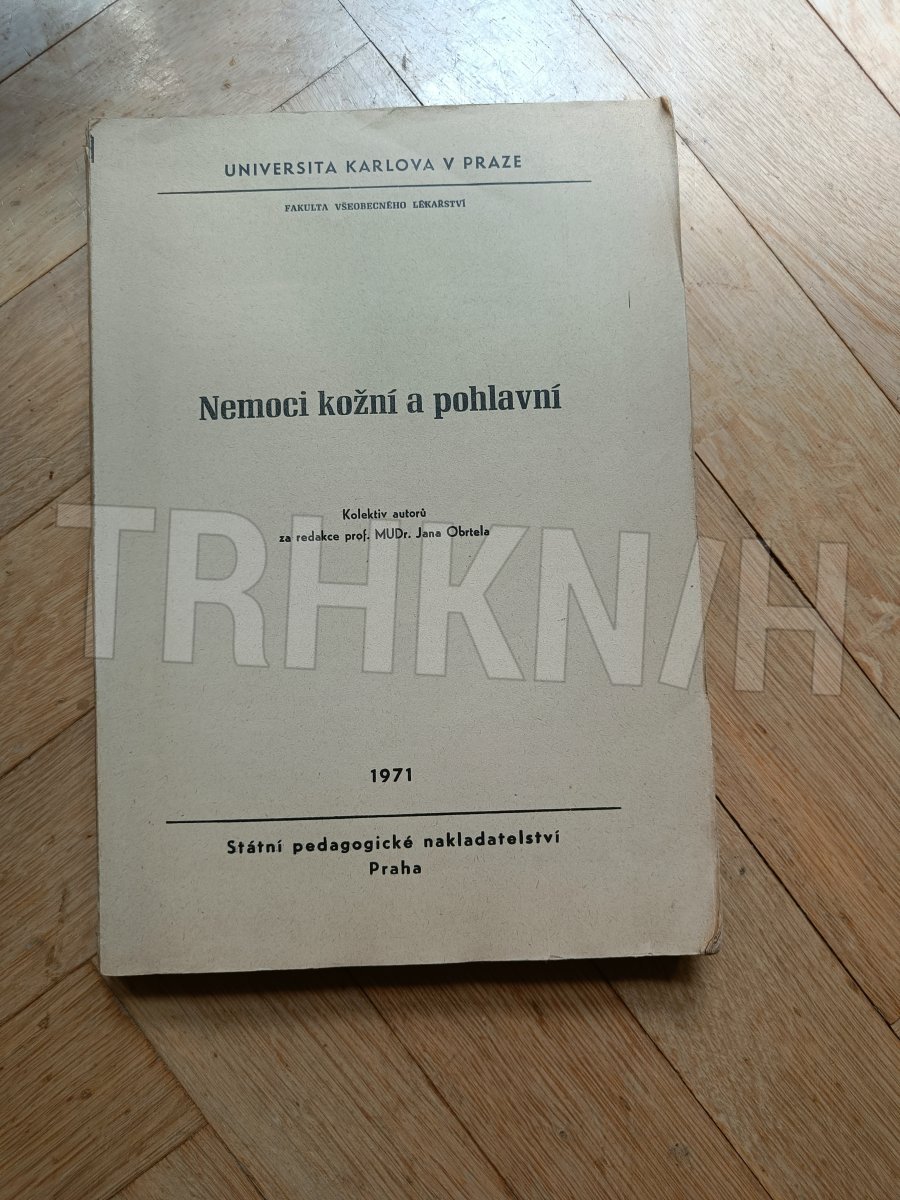 UNIVERSITA KARLOVA V PRAZE
FAKULTA VŠEOBECNÉHO LÉKAŘSTVÍ
Nemoci kožní a pohlavní
Kolektiv autorů
za redakce prof. MUDr. Jana Obrtela
TRHKNIH
1971
Státní pedagogické nakladatelství
Praha